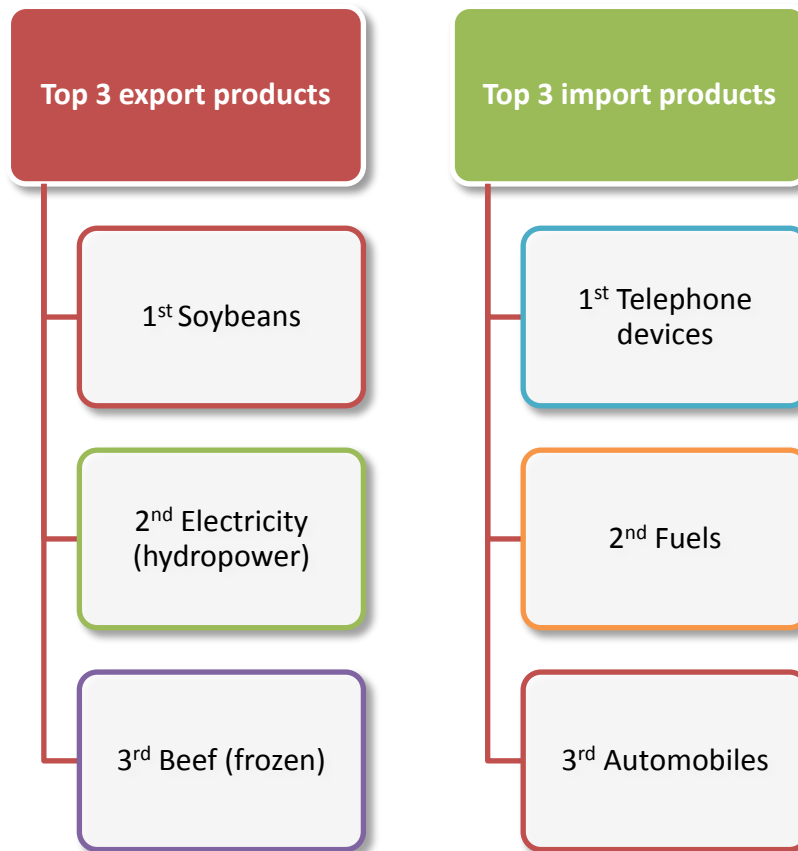 Top 3 export products
1st Soybeans
2nd Electricity
(hydropower)
3rd Beef (frozen)
Top 3 import products
1st Telephone
devices
2nd Fuels
3rd Automobiles